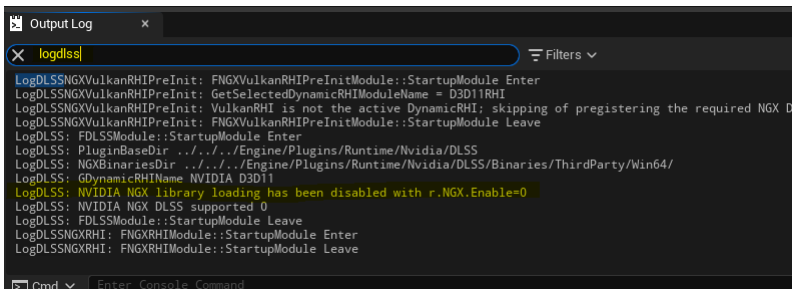 Output Log
logdlss
Filters
LogDLSSNGXVulkanRHIPreInit: FNGXVulkanRHIPreInitModule::StartupModule Enter
LogDLSSNGXVulkanRHIPreInit: GetSelectedDynamicRHIModuleName = D3D11RHI
LogDLSSNGXVulkanRHIPreInit: VulkanRHI is not the active DynamicRHI; skipping of pregistering the required NGX D
LogDLSSNGXVulkanRHIPreInit: FNGXVulkanRHIPreInitModule::StartupModule Leave
LogDLSS: FDLSSModule::StartupModule Enter
LogDLSS: PluginBaseDir ../../../Engine/Plugins/Runtime/Nvidia/DLSS
LogDLSS: NGXBinariesDir ../../../Engine/Plugins/Runtime/Nvidia/DLSS/Binaries/ThirdParty/Win64/
LogDLSS: GDynamicRHIName NVIDIA D3D11
LogDLSS: NVIDIA NGX library loading has been disabled with r.NGX.Enable=0
LogDLSS: NVIDIA NGX DLSS supported 0
LogDLSS: FDLSSModule::StartupModule Leave
LogDLSSNGXRHI: FNGXRHIModule::StartupModule Enter
LogDLSSNGXRHI: FNGXRHIModule::StartupModule Leave
Cmd Enter Console Command